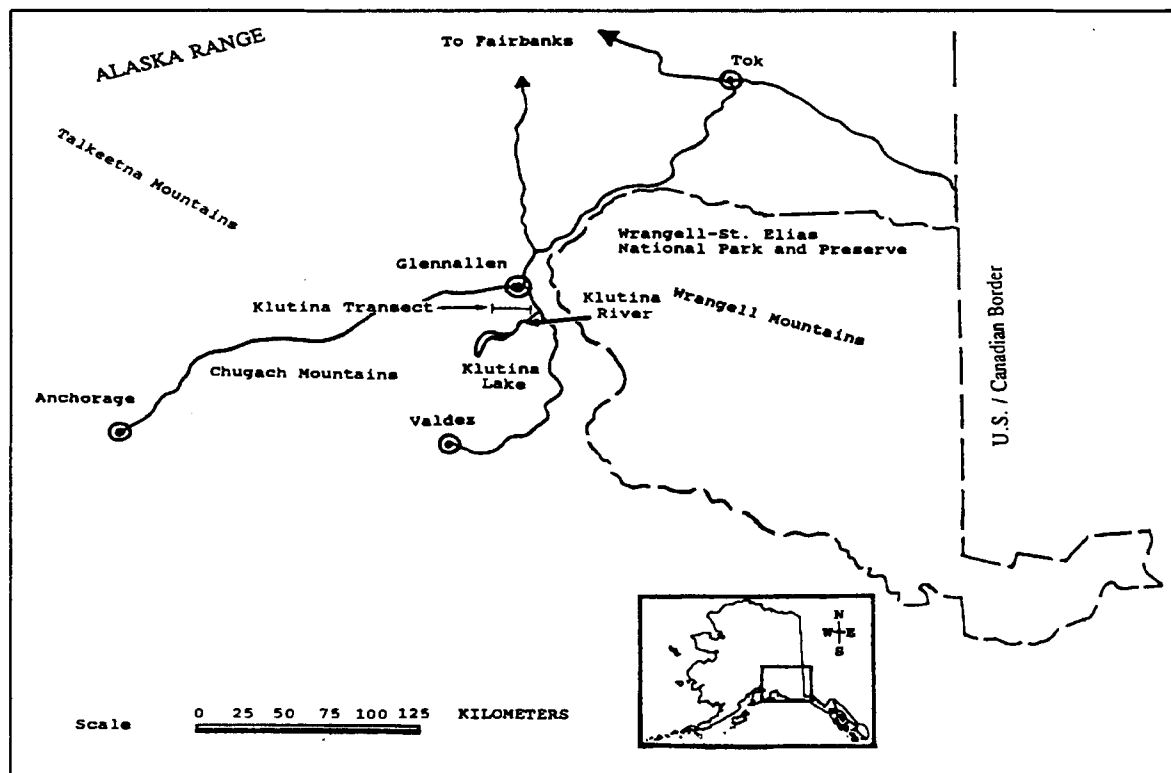 ALASKA RANGE
To Fairbanks
Tok
Talkeetna Mountains
Wrangell-St. Elias
National Park and Preserve
Glennallen
Klutina Transect
Klutina
River
Wrangell Mountains
Klutina
Lake
Chugach Mountains
Anchorage
Valdez
U.S. / Canadian Border
N
W E
S
Scale 0 25 50 75 100 125 KILOMETERS